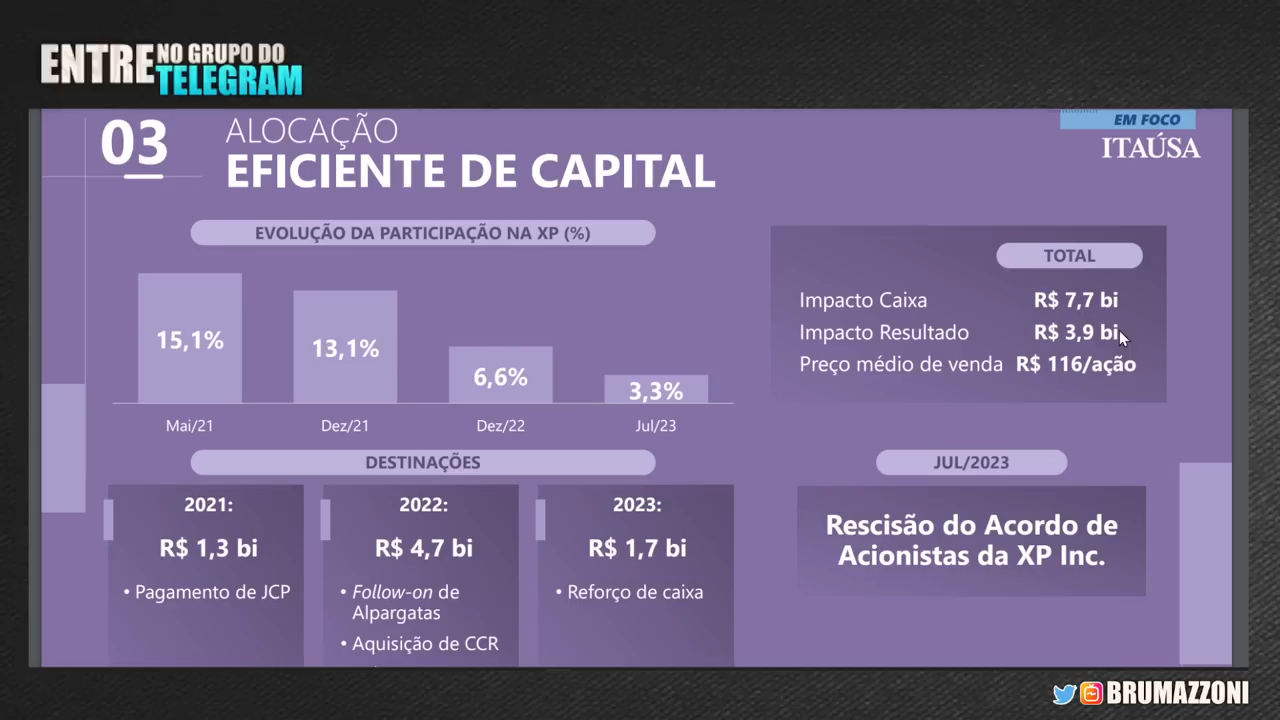 ENTRE NO GRUPO DO
TELEGRAM
03
ALOCAÇÃO
EFICIENTE DE CAPITAL
EM FOCO
ITAÚSA
EVOLUÇÃO DA PARTICIPAÇÃO NA XP (%)
15,1%
13,1%
6,6%
3,3%
Mai/21
Dez/21
Dez/22
Jul/23
TOTAL
Impacto Caixa R$ 7,7 bi
Impacto Resultado R$ 3,9 bi
Preço médio de venda R$ 116/ação
DESTINAÇÕES
2021:
R$ 1,3 bi
• Pagamento de JCP
2022:
R$ 4,7 bi
• Follow-on de
Alpargatas
• Aquisição de CCR
2023:
R$ 1,7 bi
• Reforço de caixa
JUL/2023
Rescisão do Acordo de
Acionistas da XP Inc.
BRUMAZZONI